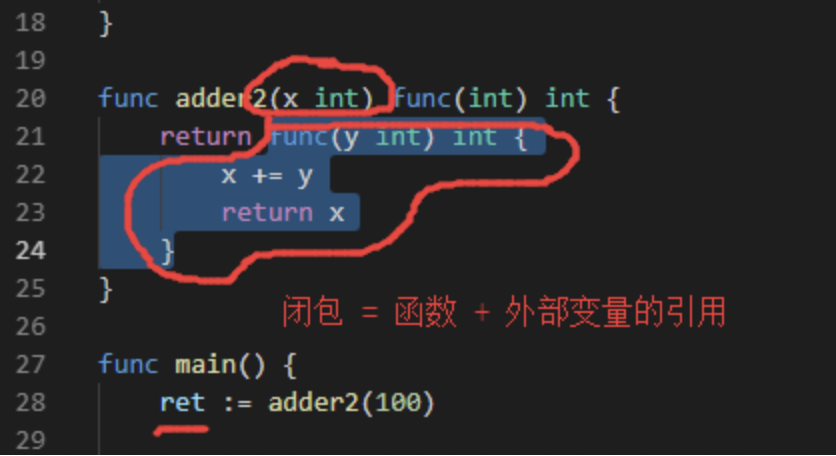 18 }
19
20 func adder2(x int) func(int) int {
21 return func(y int) int {
22 x += y
23 return x
24 }
25 }
闭包 = 函数 + 外部变量的引用
26
27 func main() {
28 ret := adder2(100)
29